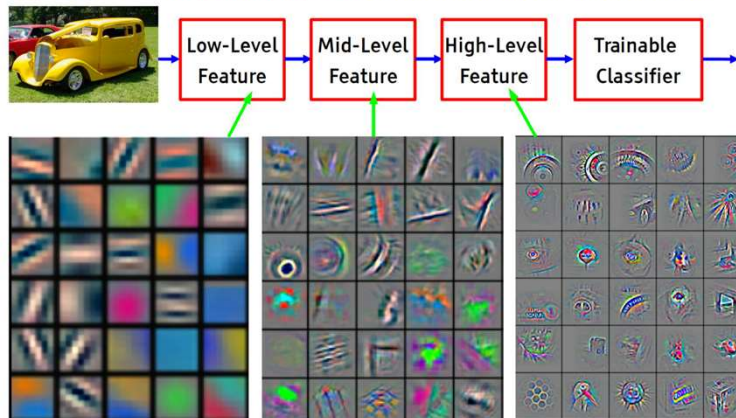 Low-Level
Feature
Mid-Level
Feature
High-Level
Feature
Trainable
Classifier